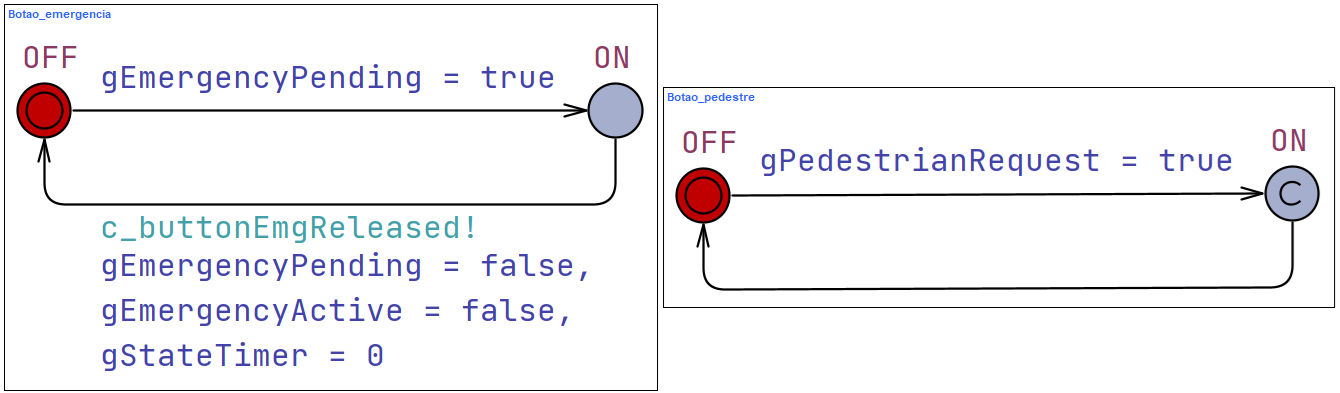 Botao_emergencia
OFF
ON
gEmergencyPending = true
c_buttonEmgReleased!
gEmergencyPending = false,
gEmergencyActive = false,
gStateTimer = 0
Botao_pedestre
OFF
ON
gPedestrianRequest = true
C